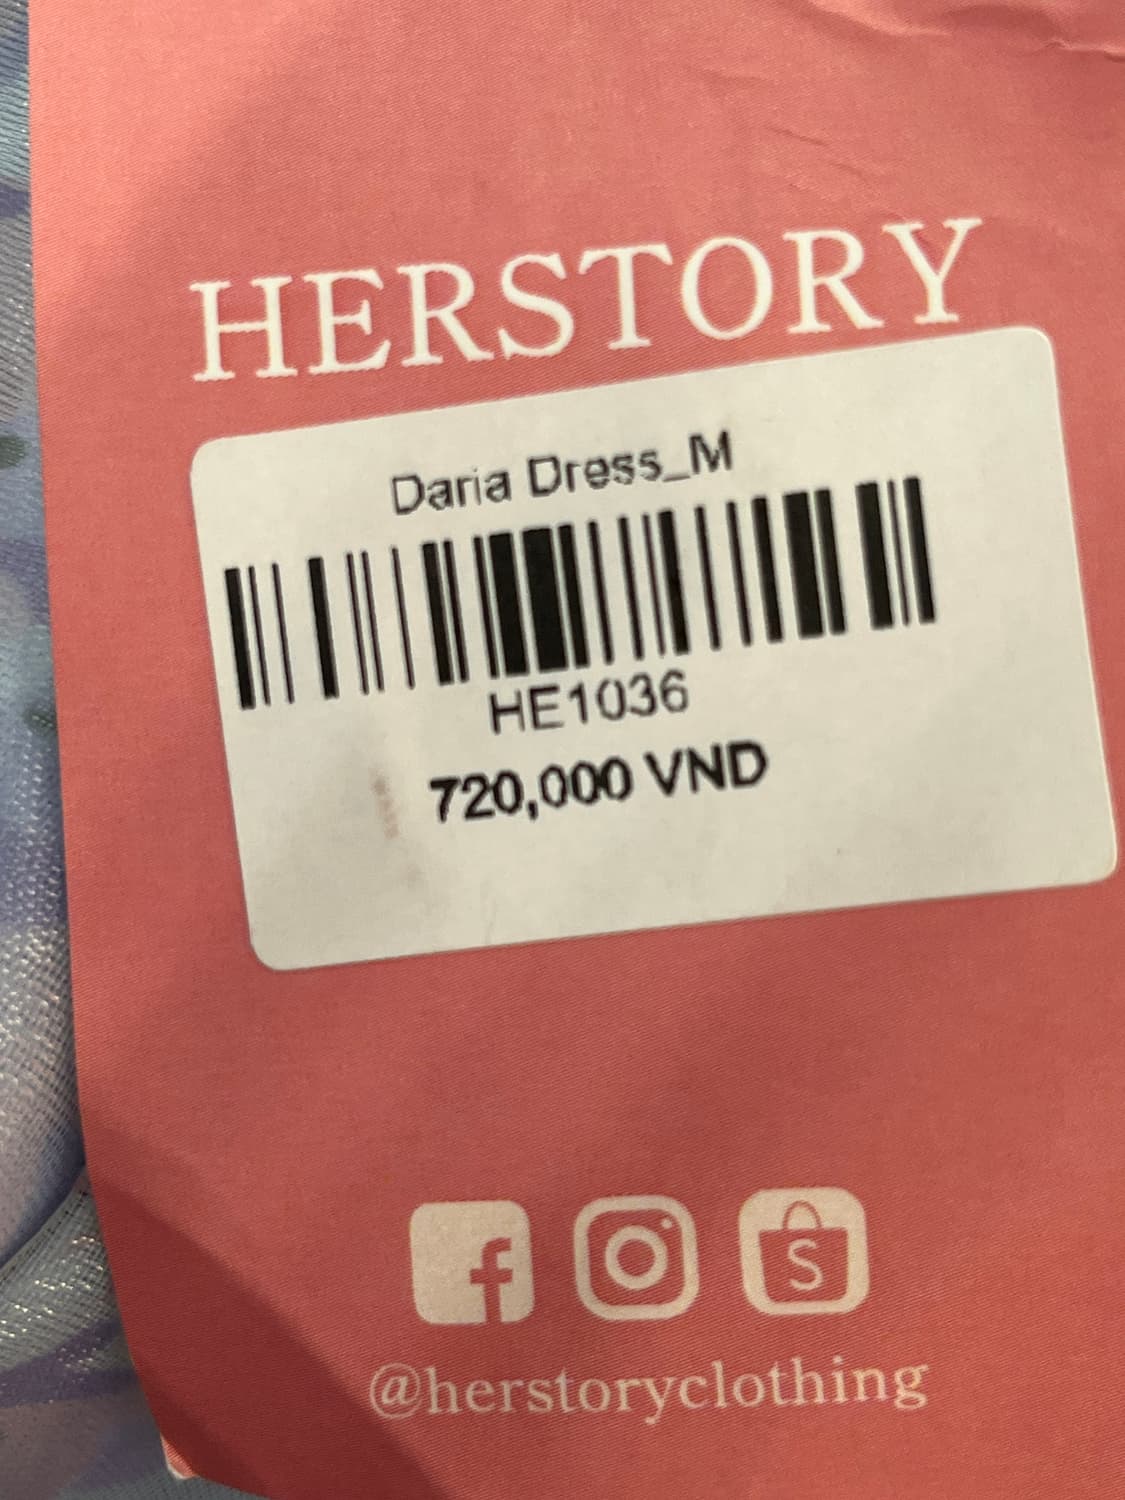 HERSTORY
Daria Dress_M
HE1036
720,000 VND
@herstoryclothing